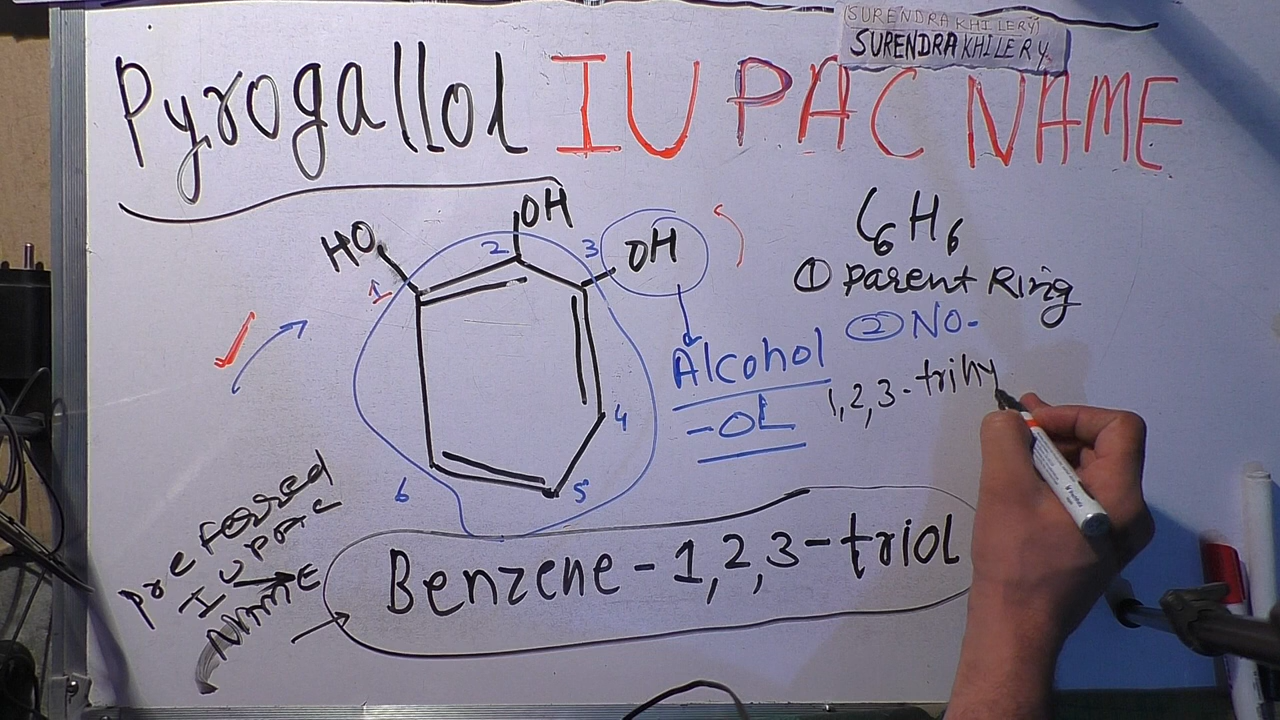 (SURENDRA KHILERY)
SURENDRA KHILERY
Pyrogallol IUPAC NAME
HO OH OH
1 2 3 4 5 6
C6H6
① Parent Ring
② NO-
Alcohol
-OL
1,2,3-trihy
Preferred
IUPAC
NAME
Benzene-1,2,3-triol